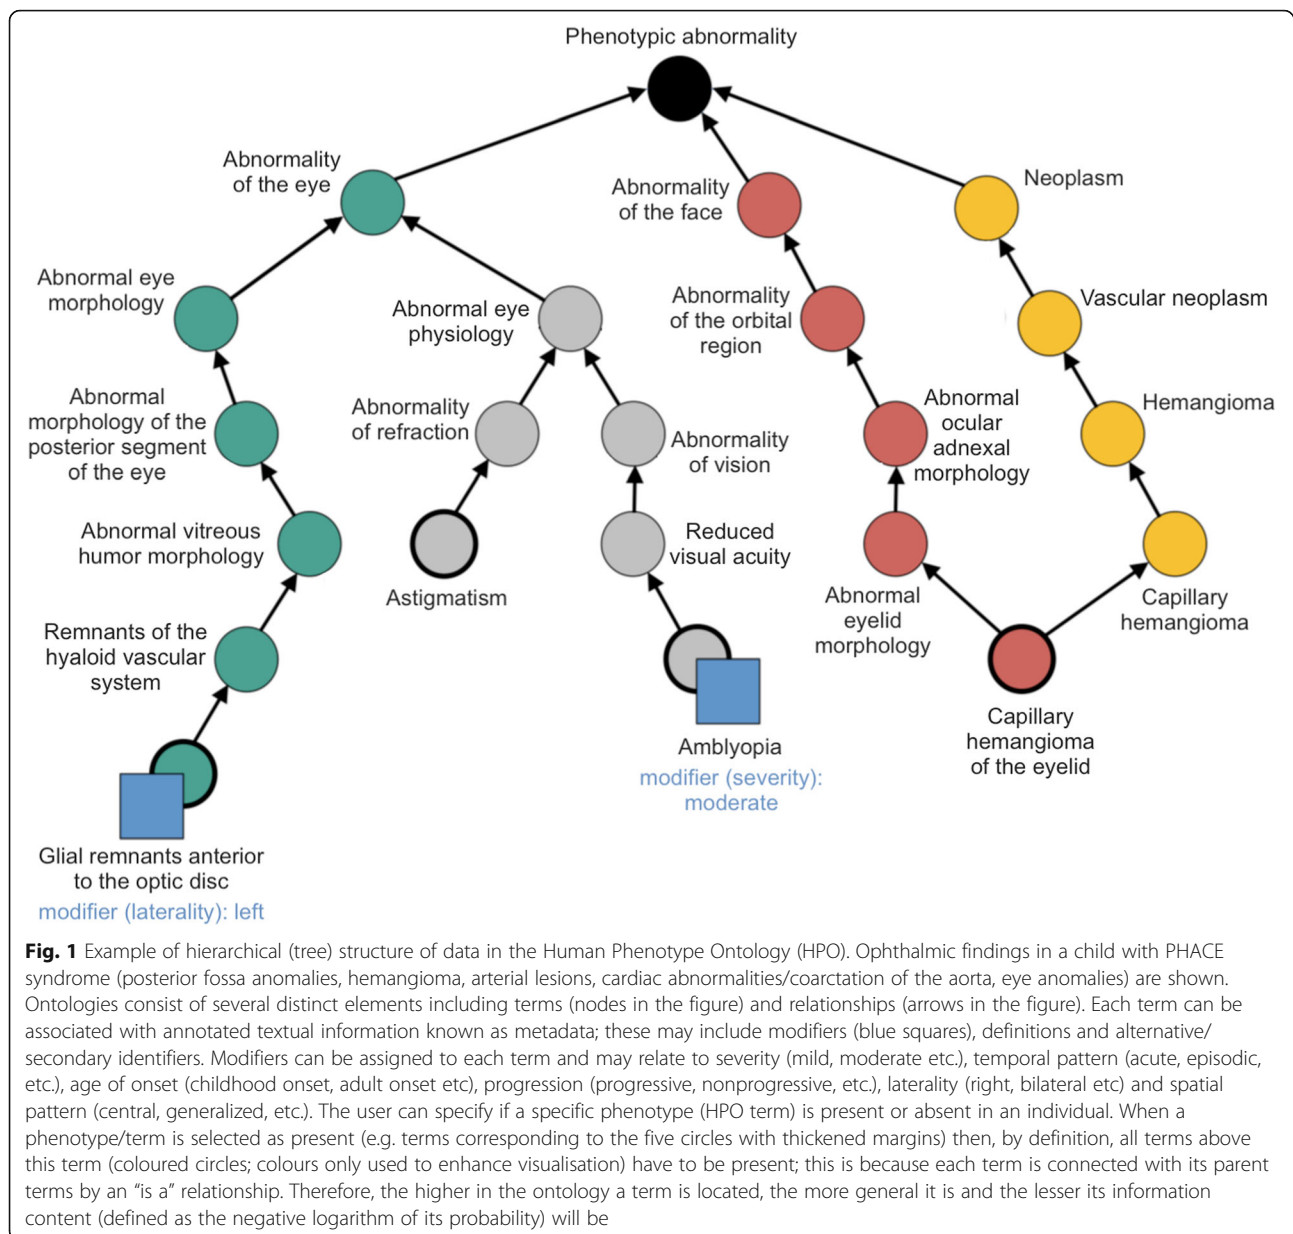 Phenotypic abnormality
Abnormality
of the eye
Abnormality
of the face
Neoplasm
Abnormal eye
morphology
Abnormal eye
physiology
Abnormality
of the orbital
region
Vascular neoplasm
Abnormal
morphology of the
posterior segment
of the eye
Abnormality
of refraction
Abnormality
of vision
Abnormal
ocular
adnexal
morphology
Hemangioma
Abnormal vitreous
humor morphology
Astigmatism
Reduced
visual acuity
Abnormal
eyelid
morphology
Capillary
hemangioma
Remnants of the
hyaloid vascular
system
Amblyopia
modifier (severity):
moderate
Capillary
hemangioma
of the eyelid
Glial remnants anterior
to the optic disc
modifier (laterality): left
Fig. 1 Example of hierarchical (tree) structure of data in the Human Phenotype Ontology (HPO). Ophthalmic findings in a child with PHACE
syndrome (posterior fossa anomalies, hemangioma, arterial lesions, cardiac abnormalities/coarctation of the aorta, eye anomalies) are shown.
Ontologies consist of several distinct elements including terms (nodes in the figure) and relationships (arrows in the figure). Each term can be
associated with annotated textual information known as metadata; these may include modifiers (blue squares), definitions and alternative/
secondary identifiers. Modifiers can be assigned to each term and may relate to severity (mild, moderate etc.), temporal pattern (acute, episodic,
etc.), age of onset (childhood onset, adult onset etc), progression (progressive, nonprogressive, etc.), laterality (right, bilateral etc) and spatial
pattern (central, generalized, etc.). The user can specify if a specific phenotype (HPO term) is present or absent in an individual. When a
phenotype/term is selected as present (e.g. terms corresponding to the five circles with thickened margins) then, by definition, all terms above
this term (coloured circles; colours only used to enhance visualisation) have to be present; this is because each term is connected with its parent
terms by an “is a” relationship. Therefore, the higher in the ontology a term is located, the more general it is and the lesser its information
content (defined as the negative logarithm of its probability) will be